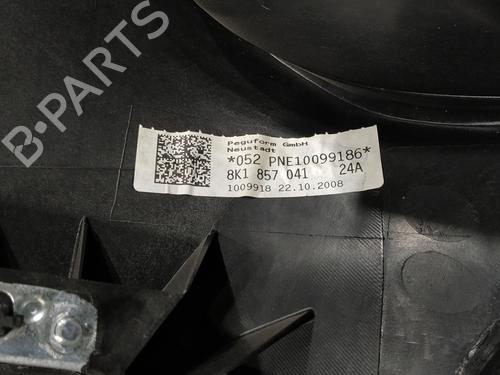 B-PARTS
Peguform GmbH
Neustadt
*052 PNE10099186*
8K1 857 041 24A
1009918 22.10.2008